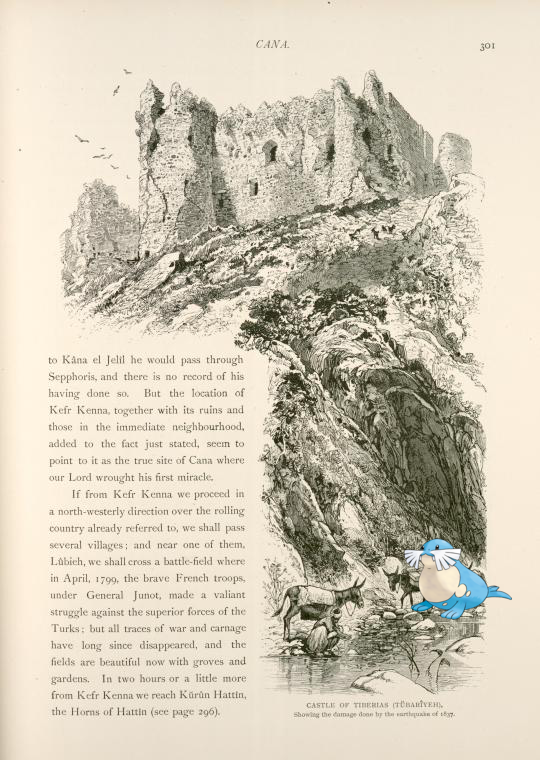 CANA.
301
to Kâna el Jelîl he would pass through
Sepphoris, and there is no record of his
having done so. But the location of
Kefr Kenna, together with its ruins and
those in the immediate neighbourhood,
added to the fact just stated, seem to
point to it as the true site of Cana where
our Lord wrought his first miracle.
If from Kefr Kenna we proceed in
a north-westerly direction over the rolling
country already referred to, we shall pass
several villages; and near one of them,
Lûbieh, we shall cross a battle-field where
in April, 1799, the brave French troops,
under General Junot, made a valiant
struggle against the superior forces of the
Turks; but all traces of war and carnage
have long since disappeared, and the
fields are beautiful now with groves and
gardens. In two hours or a little more
from Kefr Kenna we reach Kûrûn Hattîn,
the Horns of Hattîn (see page 296).
CASTLE OF TIBERIAS (TŬBARÎYEH),
Showing the damage done by the earthquake of 1837.